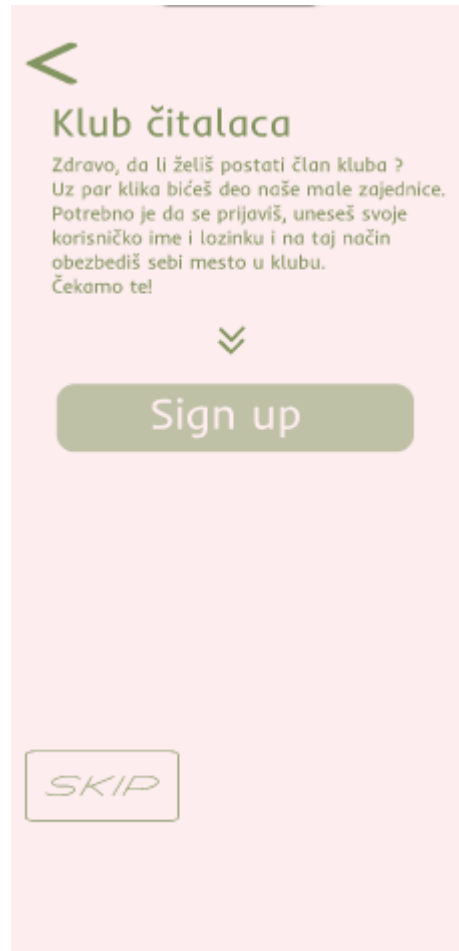 Klub čitalaca
Zdravo, da li želiš postati član kluba ?
Uz par klika bićeš deo naše male zajednice.
Potrebno je da se prijaviš, uneseš svoje
korisničko ime i lozinku i na taj način
obezbediš sebi mesto u klubu.
Čekamo te!
Sign up
SKIP